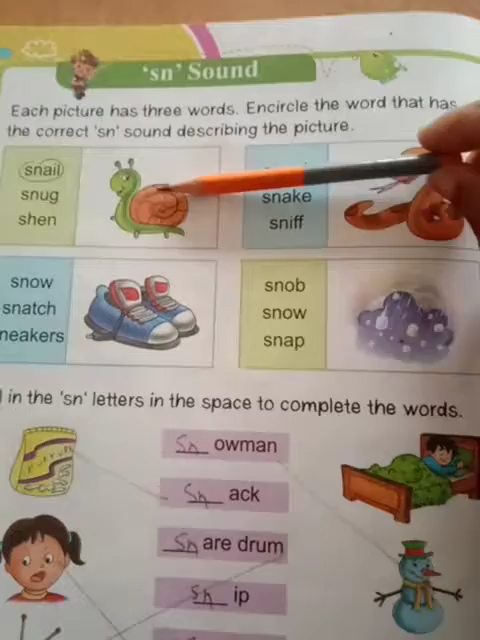 'sn' Sound
Each picture has three words. Encircle the word that has
the correct 'sn' sound describing the picture.
snail
snug
shen
snake
sniff
snow
snatch
neakers
snob
snow
snap
in the 'sn' letters in the space to complete the words.
Sn owman
Sn ack
Sn are drum
Sn ip